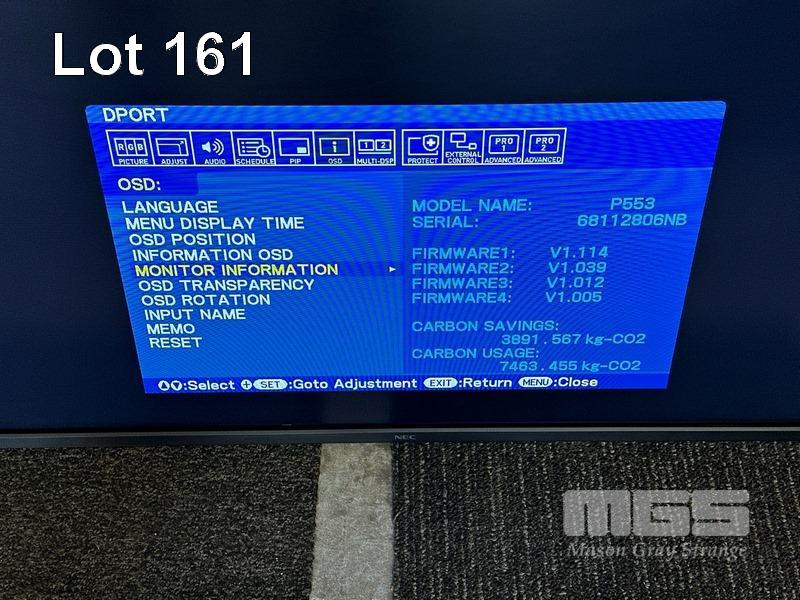 Lot 161
DPORT
RGB
1 2
PRO
1
PRO
2
PICTURE ADJUST AUDIO SCHEDULE PIP OSD MULTI-DSP PROTECT EXTERNAL CONTROL ADVANCED ADVANCED
OSD:
LANGUAGE
MENU DISPLAY TIME
OSD POSITION
INFORMATION OSD
MONITOR INFORMATION
OSD TRANSPARENCY
OSD ROTATION
INPUT NAME
MEMO
RESET
MODEL NAME: P553
SERIAL: 68112806NB
FIRMWARE1: V1.114
FIRMWARE2: V1.039
FIRMWARE3: V1.012
FIRMWARE4: V1.005
CARBON SAVINGS:
3891.567 kg-CO2
CARBON USAGE:
7463.455 kg-CO2
:Select SET:Goto Adjustment EXIT:Return MENU:Close
NEC
MGS
Mason Gray Strange